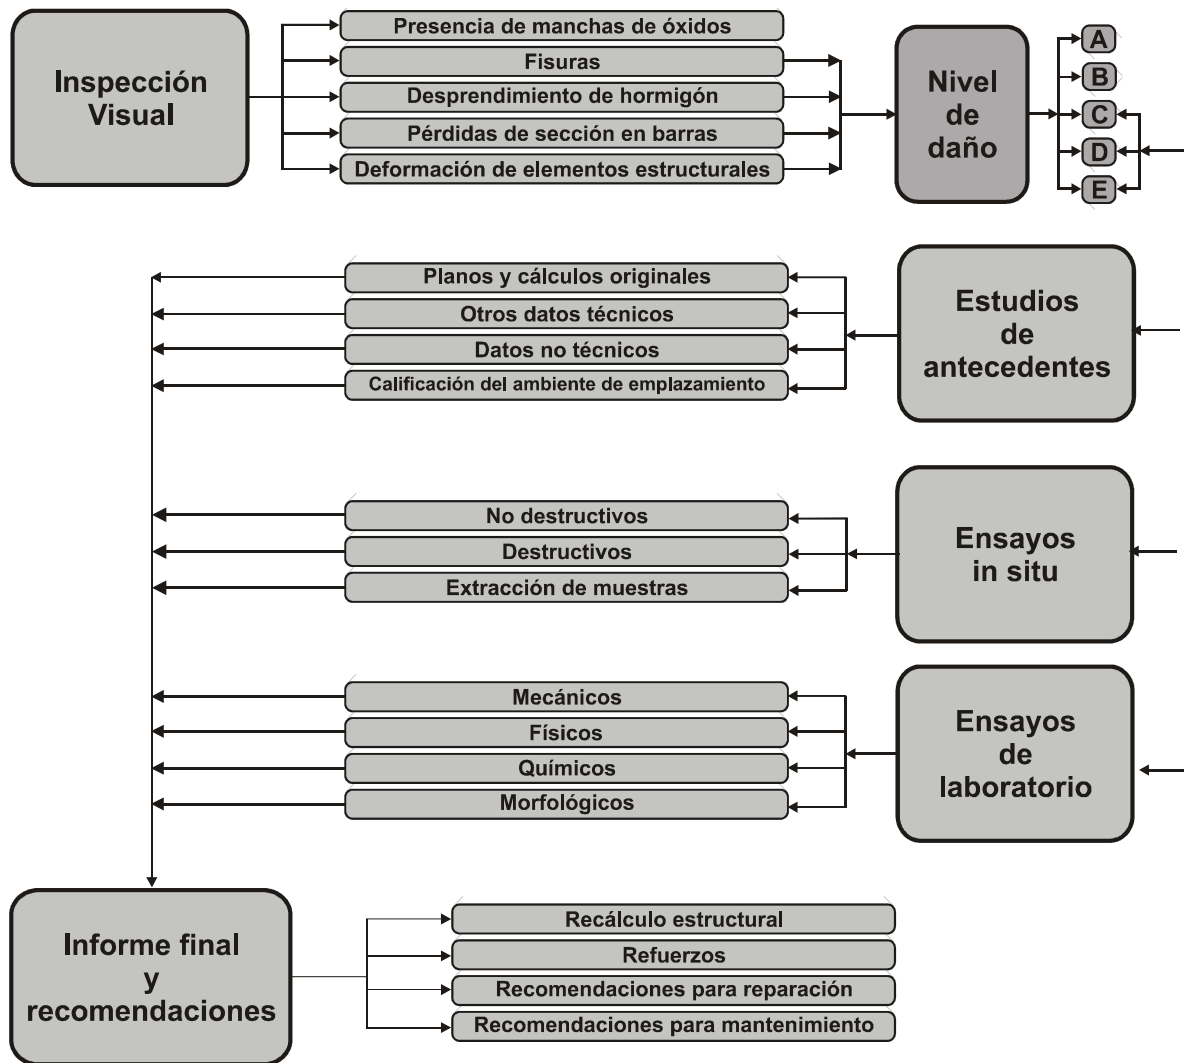 Inspección
Visual
Presencia de manchas de óxidos
Fisuras
Desprendimiento de hormigón
Pérdidas de sección en barras
Deformación de elementos estructurales
Nivel
de
daño
A
B
C
D
E
Planos y cálculos originales
Otros datos técnicos
Datos no técnicos
Calificación del ambiente de emplazamiento
Estudios
de
antecedentes
No destructivos
Destructivos
Extracción de muestras
Ensayos
in situ
Mecánicos
Físicos
Químicos
Morfológicos
Ensayos
de
laboratorio
Informe final
y
recomendaciones
Recálculo estructural
Refuerzos
Recomendaciones para reparación
Recomendaciones para mantenimiento